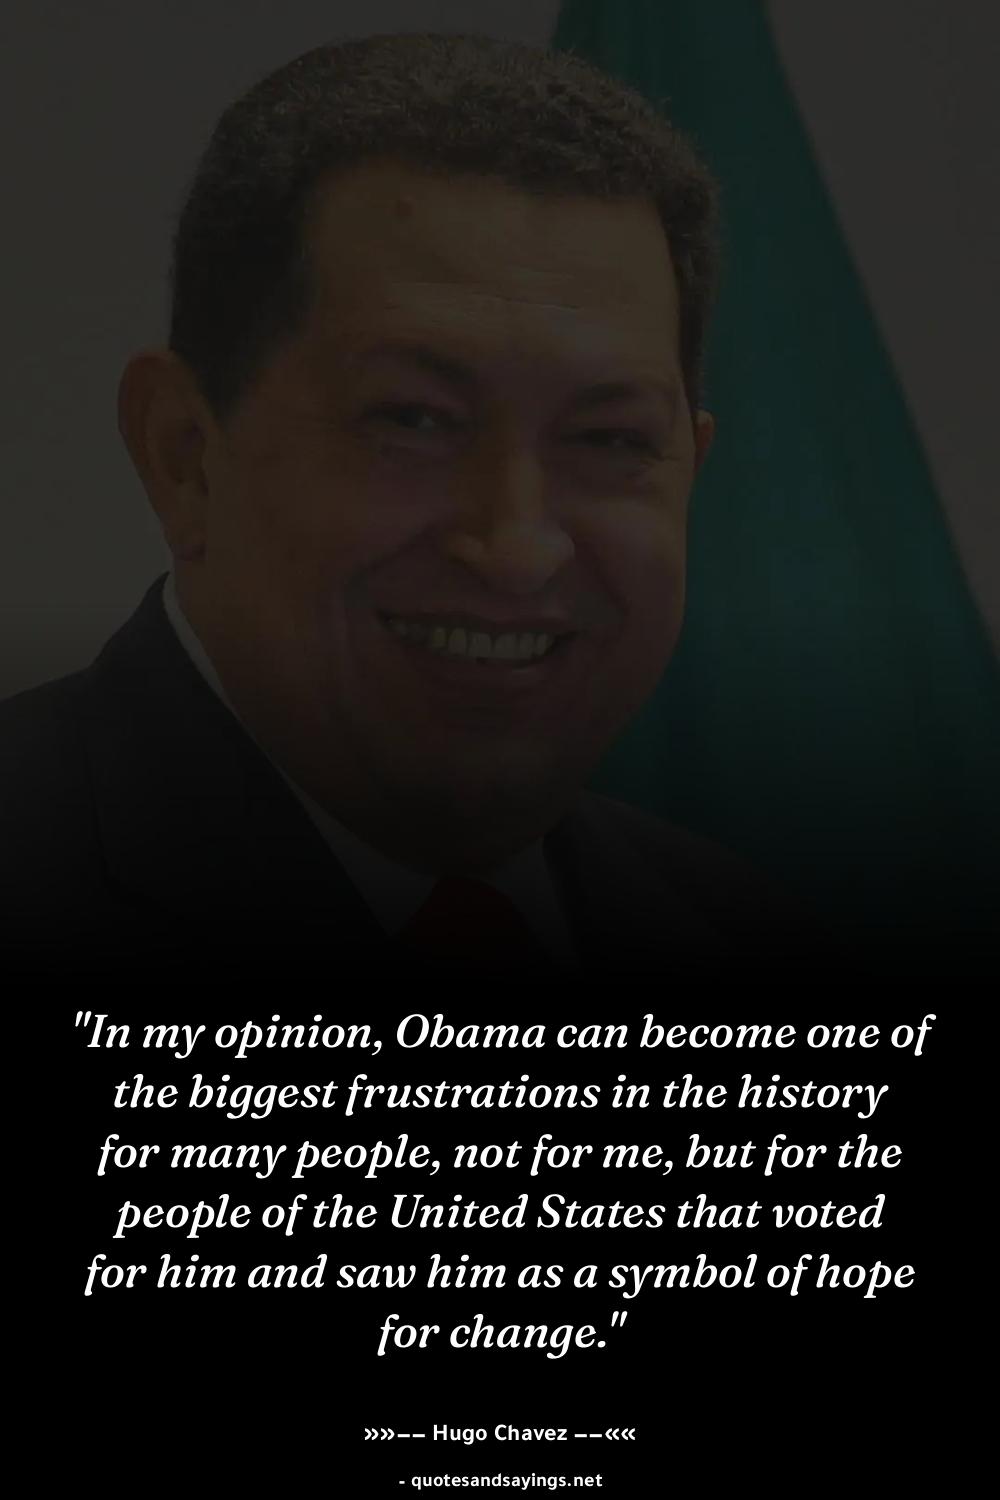 "In my opinion, Obama can become one of
the biggest frustrations in the history
for many people, not for me, but for the
people of the United States that voted
for him and saw him as a symbol of hope
for change."
»»–– Hugo Chavez ––««
- quotesandsayings.net